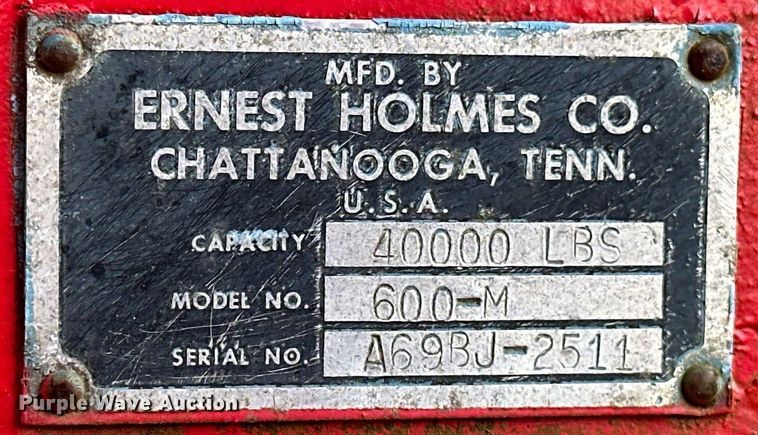 MFD. BY
ERNEST HOLMES CO.
CHATTANOOGA, TENN.
U.S.A.
CAPACITY 40000 LBS
MODEL NO. 600-M
SERIAL NO. A69BJ-2511
Purple Wave Auction